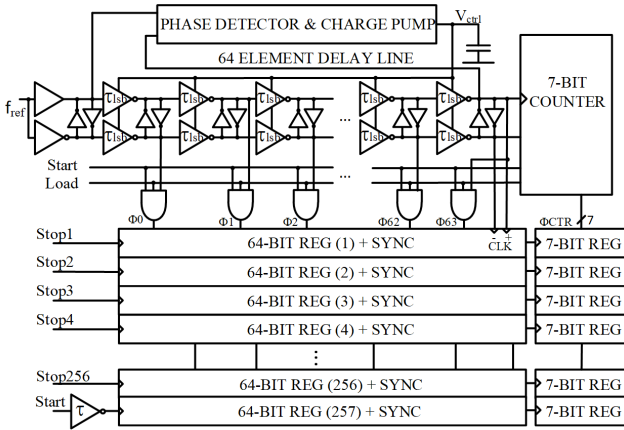 PHASE DETECTOR & CHARGE PUMP
Vctrl
64 ELEMENT DELAY LINE
7-BIT
COUNTER
fref
τlsb τlsb τlsb τlsb τlsb
...
τlsb τlsb τlsb τlsb τlsb
Start
Load
...
Φ0 Φ1 Φ2 Φ62 Φ63 ΦCTR 7
- +
CLK
Stop1 64-BIT REG (1) + SYNC 7-BIT REG
Stop2 64-BIT REG (2) + SYNC 7-BIT REG
Stop3 64-BIT REG (3) + SYNC 7-BIT REG
Stop4 64-BIT REG (4) + SYNC 7-BIT REG
...
Stop256 64-BIT REG (256) + SYNC 7-BIT REG
Start τ 64-BIT REG (257) + SYNC 7-BIT REG